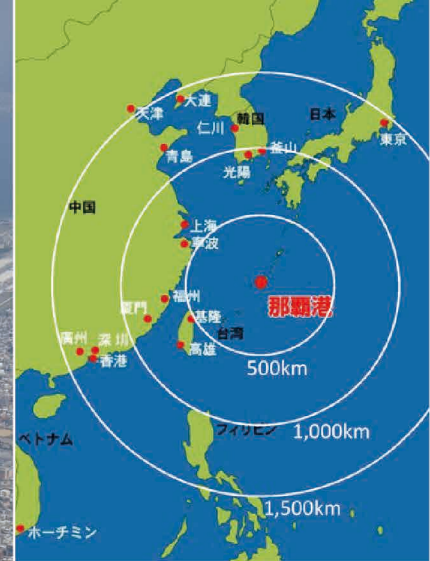 大連
天津
仁川
韓国
日本
釜山
東京
青島
光陽
中国
上海
寧波
福州
那覇港
厦門
基隆
台湾
廣州
深圳
高雄
香港
500km
フィリピン
1,000km
ベトナム
1,500km
ホーチミン